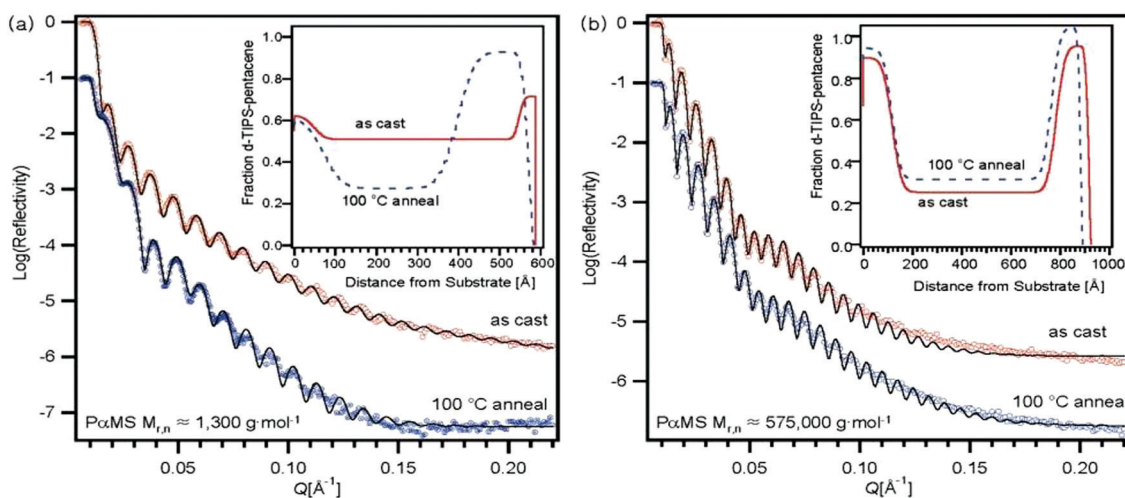 (a)
0
-1
-2
-3
-4
-5
-6
-7
Log(Reflectivity)
1.0
0.8
0.6
0.4
0.2
0.0
Fraction d-TIPS-pentacene
as cast
100 °C anneal
0 100 200 300 400 500 600
Distance from Substrate [Å]
as cast
100 °C anneal
PαMS Mr,n ≈ 1,300 g·mol-1
0.05 0.10 0.15 0.20
Q[Å-1]
(b)
0
-1
-2
-3
-4
-5
-6
Log(Reflectivity)
1.0
0.8
0.6
0.4
0.2
0.0
Fraction d-TIPS-pentacene
100 °C anneal
as cast
0 200 400 600 800 1000
Distance from Substrate [Å]
as cast
100 °C anneal
PαMS Mr,n ≈ 575,000 g·mol-1
0.05 0.10 0.15 0.20
Q[Å-1]